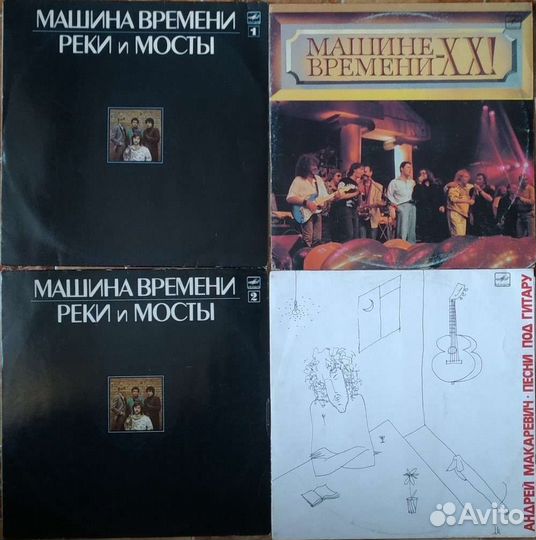 МАШИНА ВРЕМЕНИ
РЕКИ и МОСТЫ
1
МАШИНЕ
ВРЕМЕНИ-XX!
МАШИНА ВРЕМЕНИ
РЕКИ и МОСТЫ
2
АНДРЕЙ МАКАРЕВИЧ · ПЕСНИ ПОД ГИТАРУ
Avito